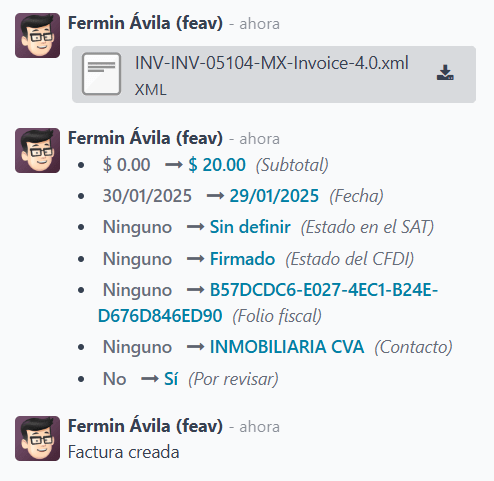 Fermin Ávila (feav) - ahora
INV-INV-05104-MX-Invoice-4.0.xml
XML
Fermin Ávila (feav) - ahora
• $ 0.00 → $ 20.00 (Subtotal)
• 30/01/2025 → 29/01/2025 (Fecha)
• Ninguno → Sin definir (Estado en el SAT)
• Ninguno → Firmado (Estado del CFDI)
• Ninguno → B57DCDC6-E027-4EC1-B24E-
D676D846ED90 (Folio fiscal)
• Ninguno → INMOBILIARIA CVA (Contacto)
• No → Sí (Por revisar)
Fermin Ávila (feav) - ahora
Factura creada